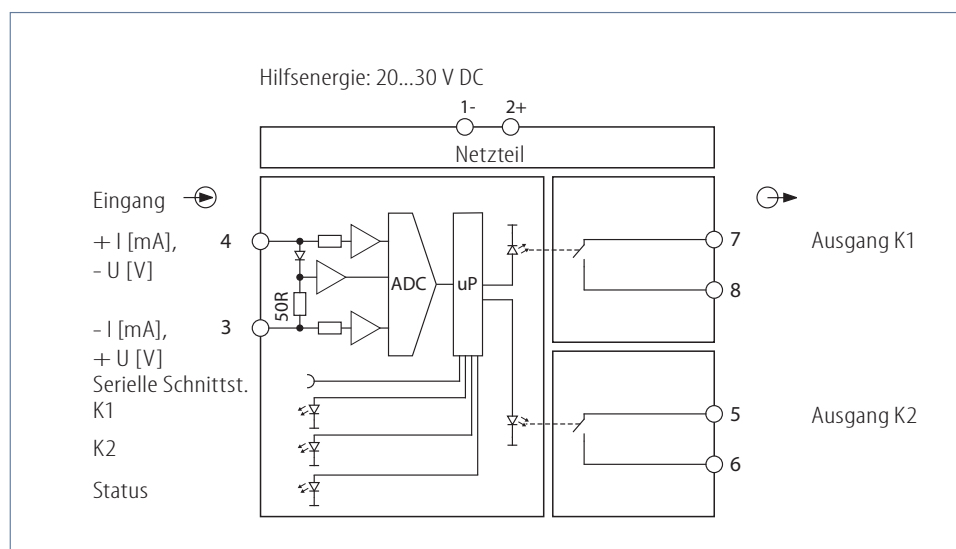 Hilfsenergie: 20...30 V DC
1-
2+
Netzteil
Eingang
+ I [mA],
4
- U [V]
ADC
uP
50R
- I [mA],
3
+ U [V]
Serielle Schnittst.
K1
K2
Status
7
Ausgang K1
8
5
Ausgang K2
6